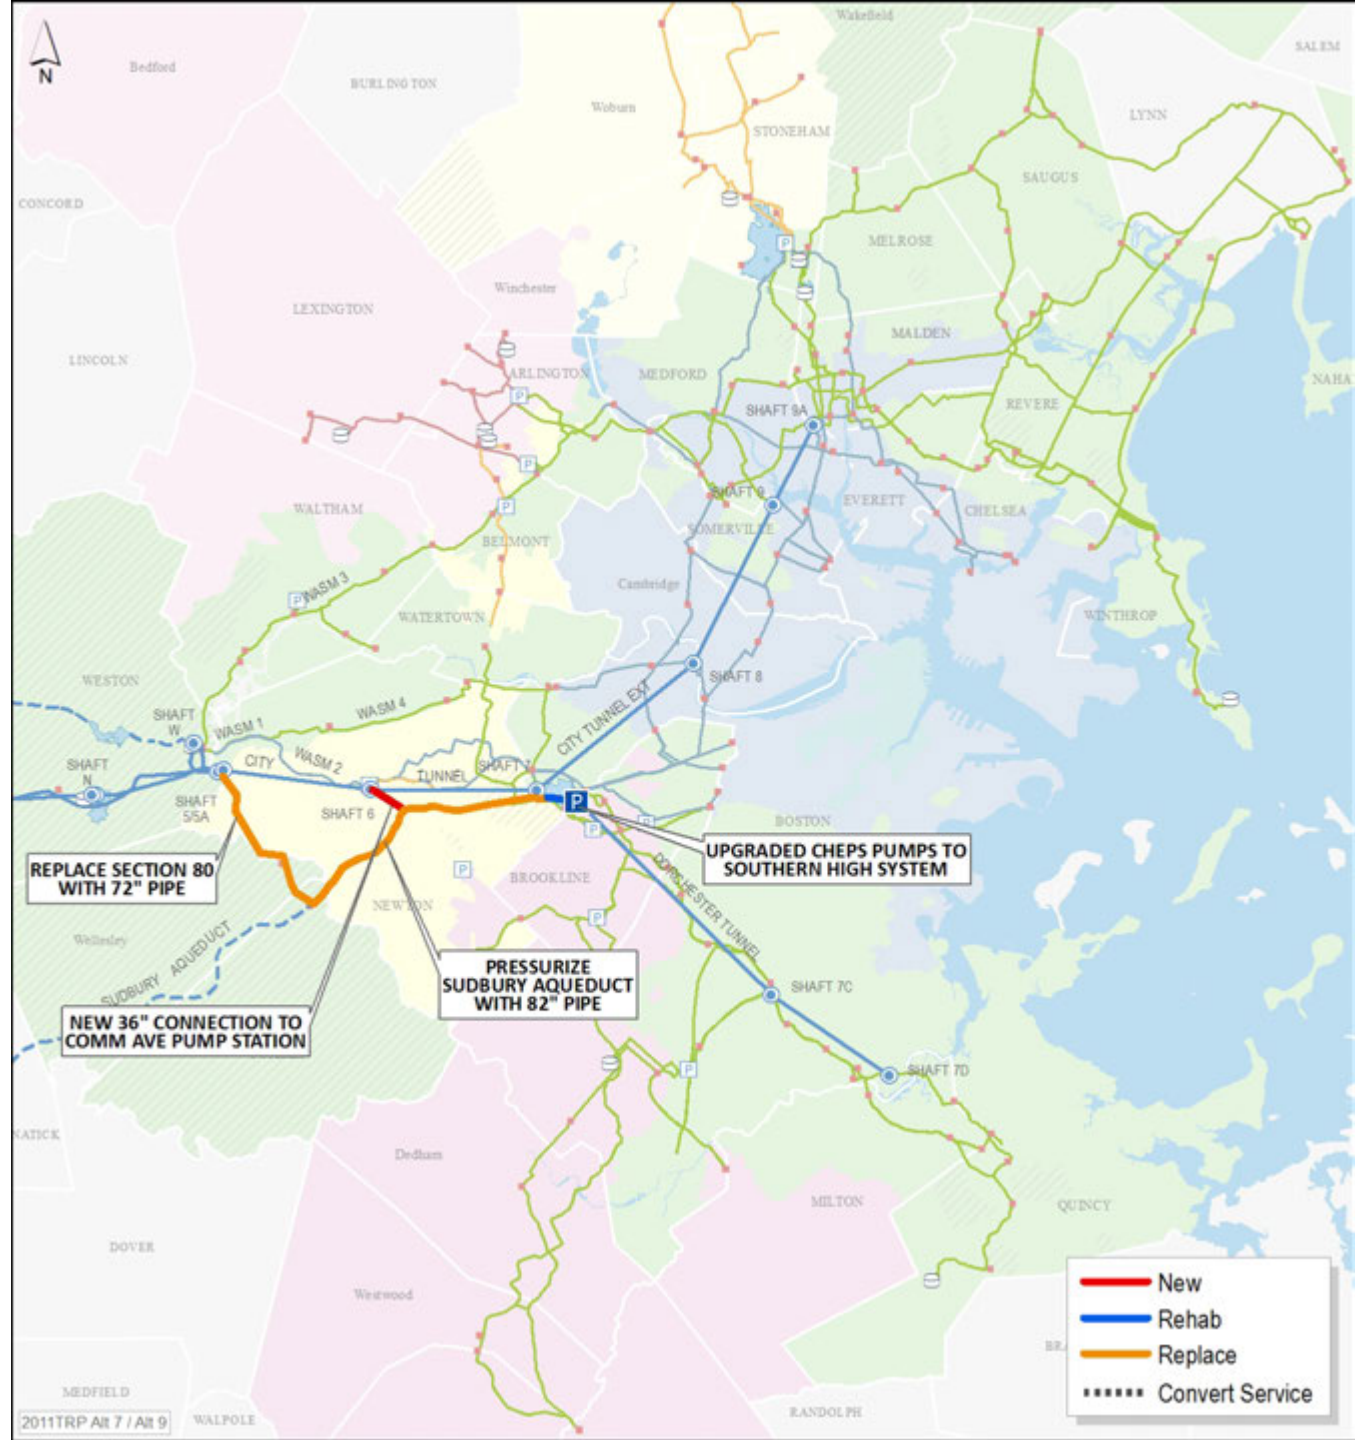 N
Bedford
BURLINGTON
Wakefield
SALEM
Woburn
STONEHAM
LYNN
CONCORD
SAUGUS
P
MELROSE
Winchester
LEXINGTON
LINCOLN
ARLINGTON
MEDFORD
MALDEN
NAHA
P
SHAFT 9A
REVERE
P
WALTHAM
P
SHAFT 9
EVERETT
CHELSEA
BELMONT
SOMERVILLE
Cambridge
P
WASM 3
WATERTOWN
WINTHROP
WESTON
SHAFT 8
SHAFT
W
WASM 1
WASM 4
CITY TUNNEL EXT
SHAFT
N
CITY
WASM 2
TUNNEL
SHAFT 7
P
SHAFT
5/5A
SHAFT 6
P
P
BOSTON
REPLACE SECTION 80
WITH 72" PIPE
UPGRADED CHEPS PUMPS TO
SOUTHERN HIGH SYSTEM
P
BROOKLINE
NEWTON
P
DORCHESTER TUNNEL
Wellesley
SUDBURY AQUEDUCT
PRESSURIZE
SUDBURY AQUEDUCT
WITH 82" PIPE
SHAFT 7C
NEW 36" CONNECTION TO
COMM AVE PUMP STATION
P
SHAFT 7D
NATICK
Dedham
MILTON
QUINCY
DOVER
Westwood
New
Rehab
BRA
Replace
Convert Service
MEDFIELD
WALPOLE
RANDOLPH
2011TRP Alt 7 / Alt 9